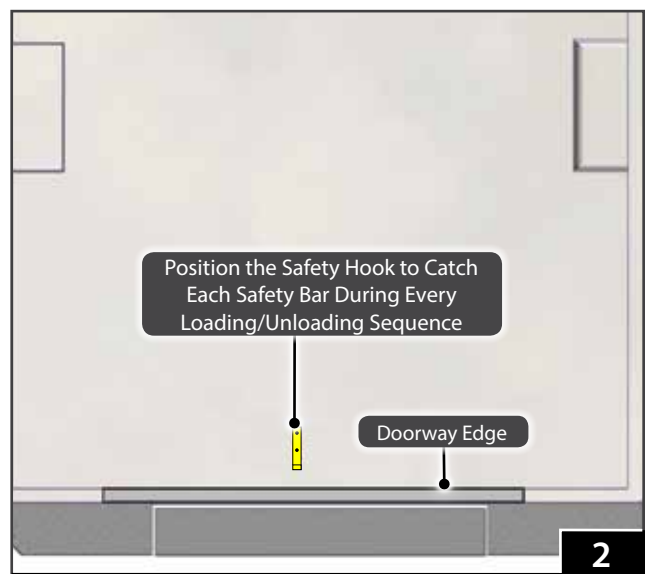 Position the Safety Hook to Catch
Each Safety Bar During Every
Loading/Unloading Sequence
Doorway Edge
2